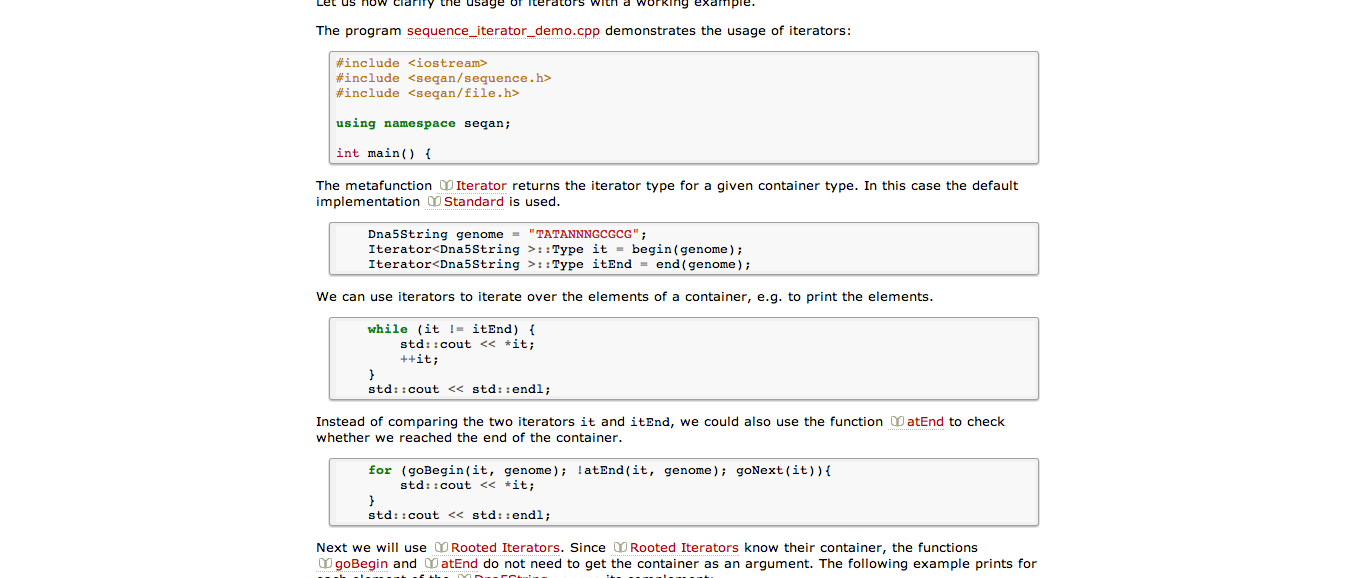 Let us now clarify the usage of iterators with a working example.
The program sequence_iterator_demo.cpp demonstrates the usage of iterators:
#include <iostream>
#include <seqan/sequence.h>
#include <seqan/file.h>
using namespace seqan;
int main() {
The metafunction Iterator returns the iterator type for a given container type. In this case the default
implementation Standard is used.
Dna5String genome = "TATANNNGCGCG";
Iterator<Dna5String >::Type it = begin(genome);
Iterator<Dna5String >::Type itEnd = end(genome);
We can use iterators to iterate over the elements of a container, e.g. to print the elements.
while (it != itEnd) {
std::cout << *it;
++it;
}
std::cout << std::endl;
Instead of comparing the two iterators it and itEnd, we could also use the function atEnd to check
whether we reached the end of the container.
for (goBegin(it, genome); !atEnd(it, genome); goNext(it)){
std::cout << *it;
}
std::cout << std::endl;
Next we will use Rooted Iterators. Since Rooted Iterators know their container, the functions
goBegin and atEnd do not need to get the container as an argument. The following example prints for
each element of the Dna5String its complement: